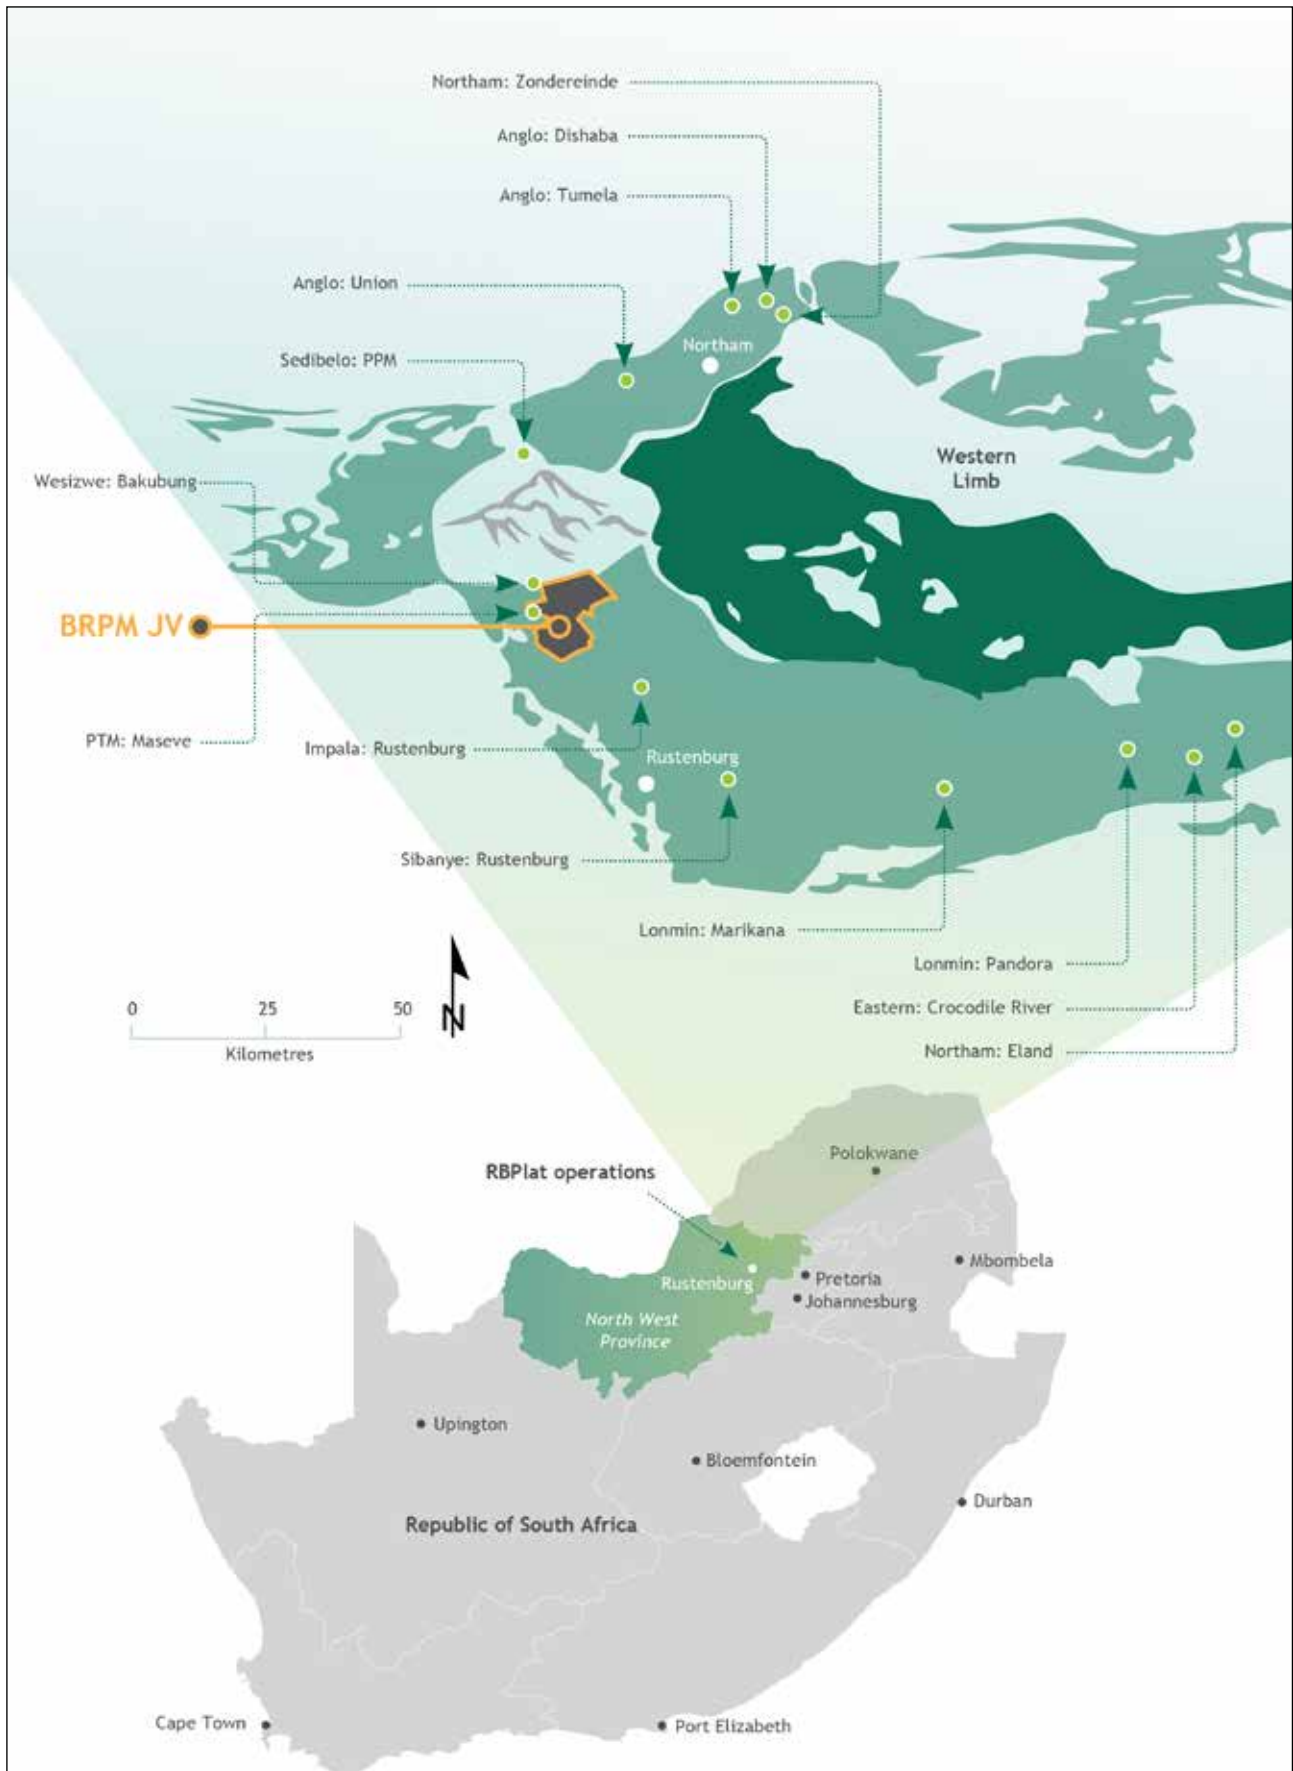 Northam: Zondereinde
Anglo: Dishaba
Anglo: Tumela
Anglo: Union
Northam
Sedibelo: PPM
Western
Limb
Wesizwe: Bakubung
BRPM JV
PTM: Maseve
Impala: Rustenburg
Rustenburg
Sibanye: Rustenburg
Lonmin: Marikana
Lonmin: Pandora
Eastern: Crocodile River
Northam: Eland
0 25 50
N
Kilometres
Polokwane
RBPlat operations
Mbombela
Rustenburg
Pretoria
Johannesburg
North West
Province
Upington
Bloemfontein
Durban
Republic of South Africa
Cape Town
Port Elizabeth